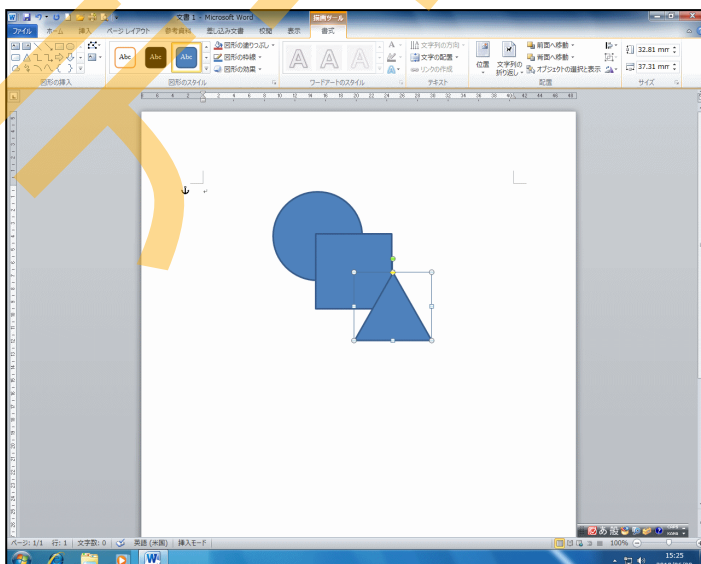 文書 1 - Microsoft Word
描画ツール
ファイル ホーム 挿入 ページ レイアウト 参考資料 差し込み文書 校閲 表示 書式
Abc Abc Abc
図形の塗りつぶし
図形の枠線
図形の効果
A A A
文字列の方向
文字の配置
リンクの作成
位置
文字列の折り返し
前面へ移動
背面へ移動
オブジェクトの選択と表示
32.81 mm
37.31 mm
図形の挿入 図形のスタイル ワードアートのスタイル テキスト 配置 サイズ
あ 般
ページ: 1/1 行: 1 文字数: 0 英語 (米国) 挿入モード 100%
15:25